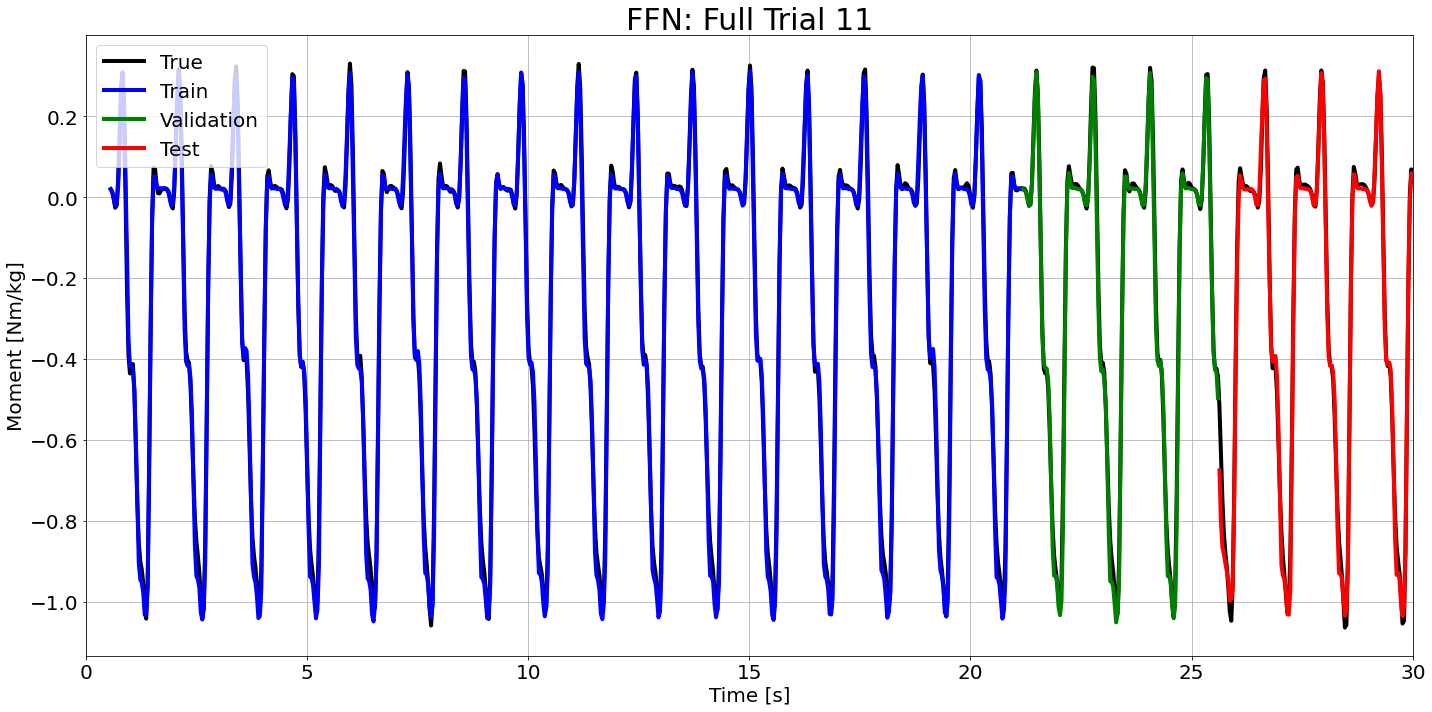 FFN: Full Trial 11
True
Train
Validation
Test
0.2
0.0
−0.2
−0.4
−0.6
−0.8
−1.0
Moment [Nm/kg]
0 5 10 15 20 25 30
Time [s]